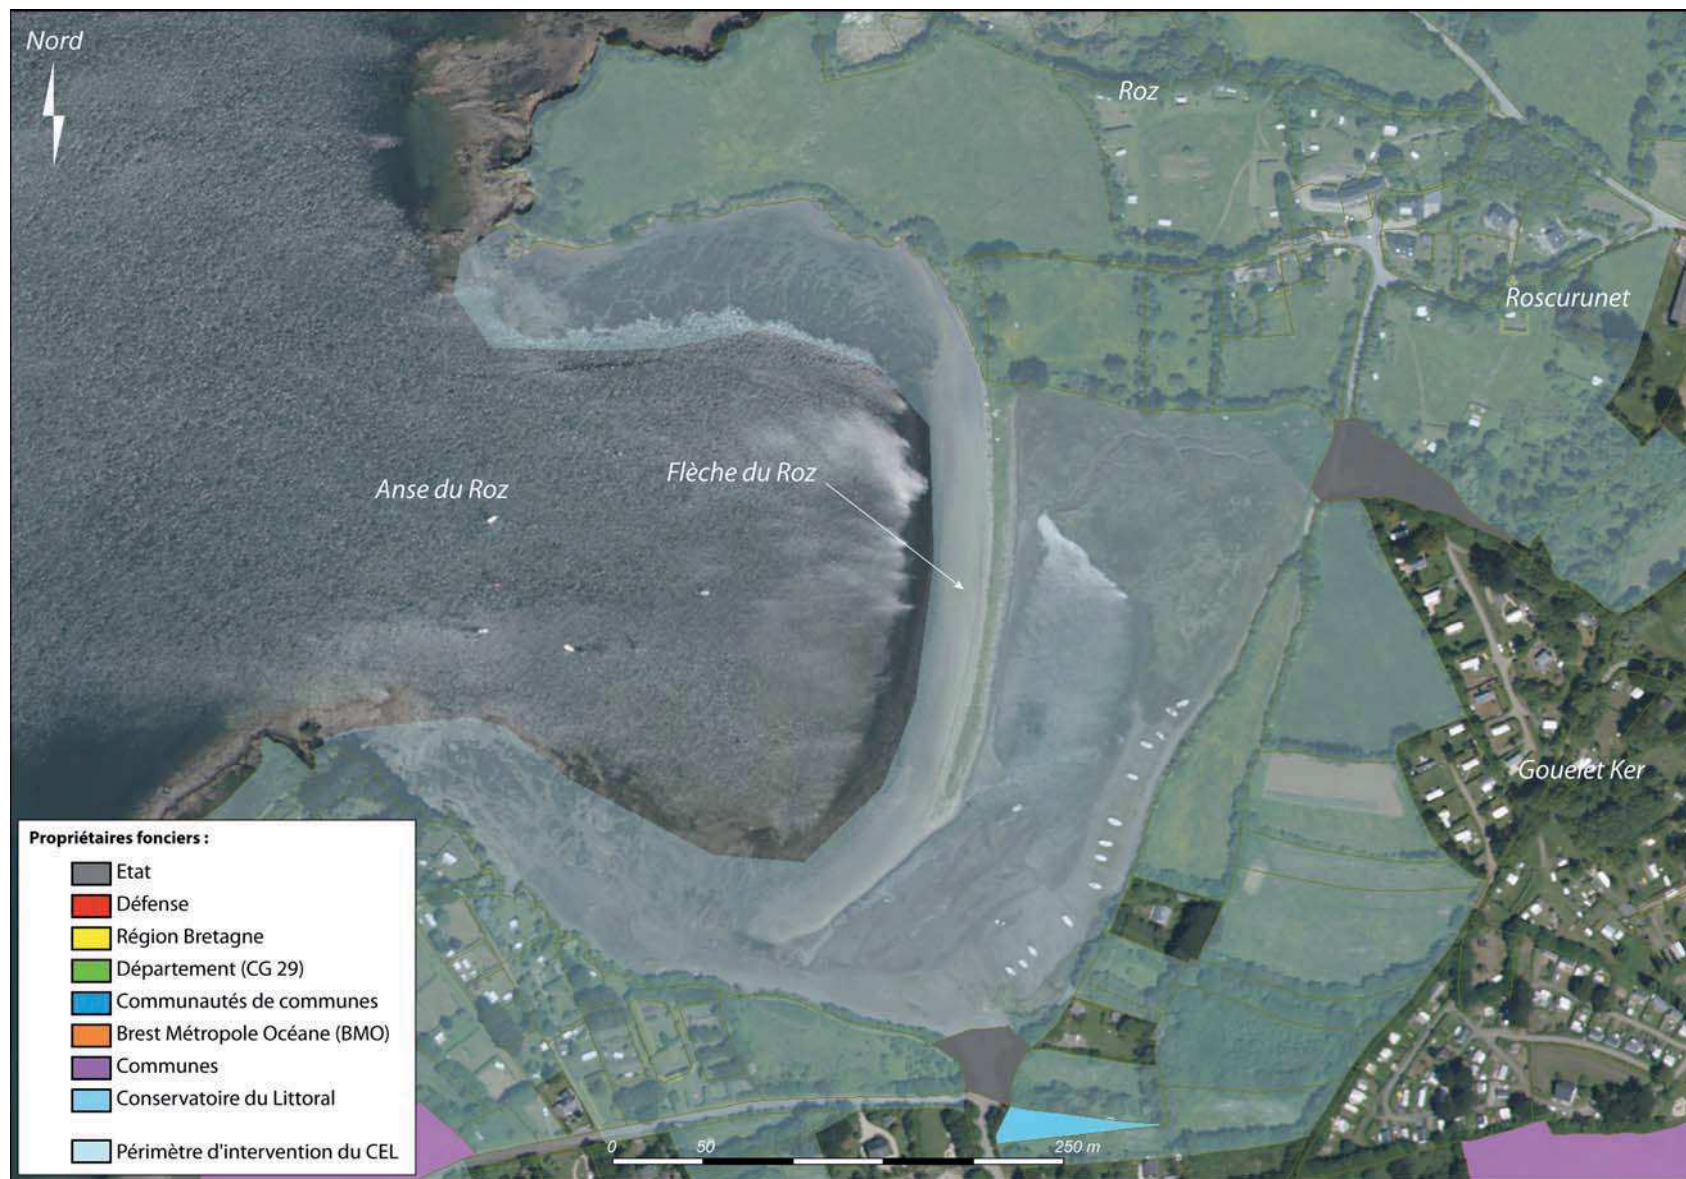 Nord
Roz
Roscurunet
Anse du Roz
Flèche du Roz
Gouelet Ker
Propriétaires fonciers :
Etat
Défense
Région Bretagne
Département (CG 29)
Communautés de communes
Brest Métropole Océane (BMO)
Communes
Conservatoire du Littoral
Périmètre d'intervention du CEL
0 50 250 m